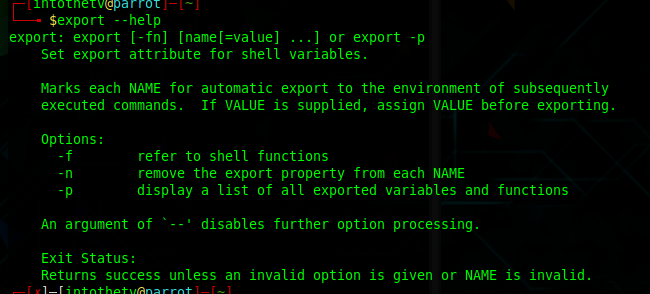 ┌─[intothetv@parrot]─[~]
└──╼ $export --help
export: export [-fn] [name[=value] ...] or export -p
    Set export attribute for shell variables.

    Marks each NAME for automatic export to the environment of subsequently
    executed commands.  If VALUE is supplied, assign VALUE before exporting.

    Options:
      -f        refer to shell functions
      -n        remove the export property from each NAME
      -p        display a list of all exported variables and functions

    An argument of `--' disables further option processing.

    Exit Status:
    Returns success unless an invalid option is given or NAME is invalid.
┌─[✗]─[intothetv@parrot]─[~]